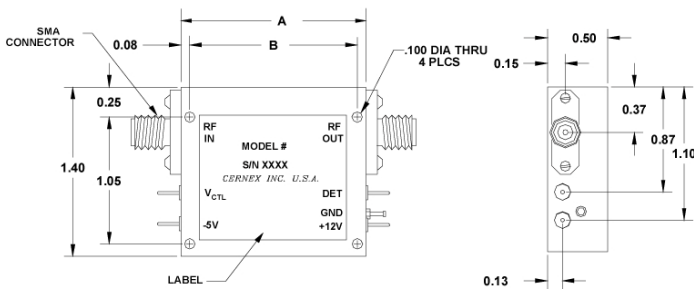 A
SMA
CONNECTOR
0.08
B
.100 DIA THRU
4 PLCS
0.50
0.15
0.25
0.37
RF
IN
RF
OUT
MODEL #
S/N XXXX
CERNEX INC. U.S.A.
0.87
1.10
1.40
1.05
VCTL
DET
GND
-5V
+12V
LABEL
0.13